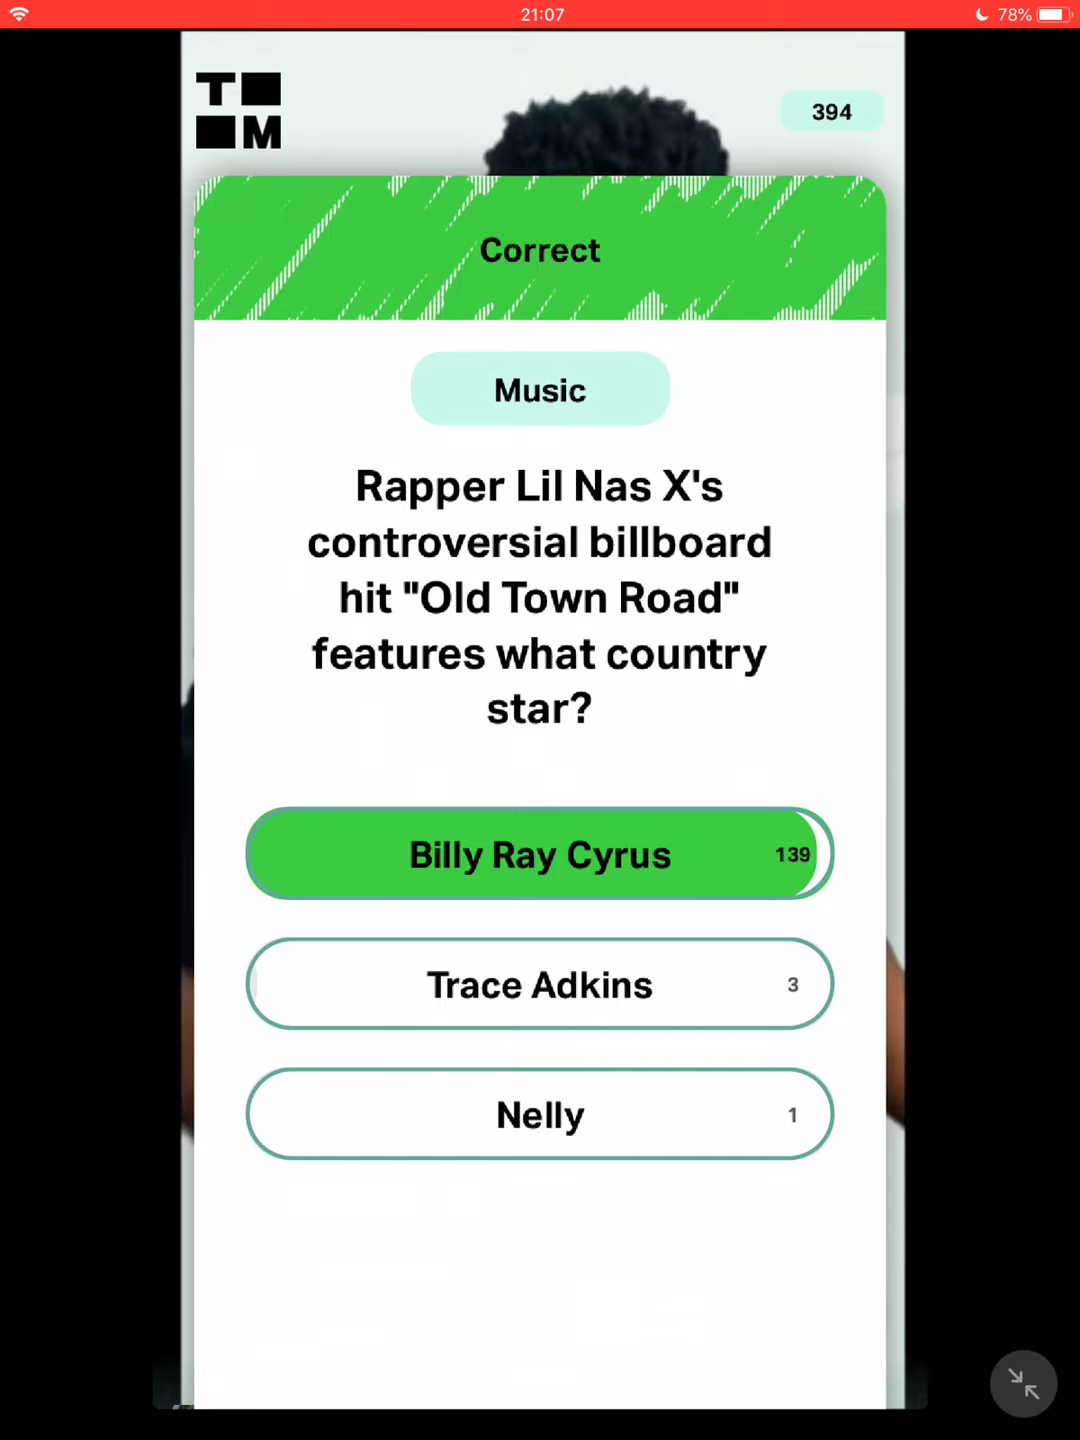 21:07
78%
T
M
394
Correct
Music
Rapper Lil Nas X's
controversial billboard
hit "Old Town Road"
features what country
star?
Billy Ray Cyrus 139
Trace Adkins 3
Nelly 1